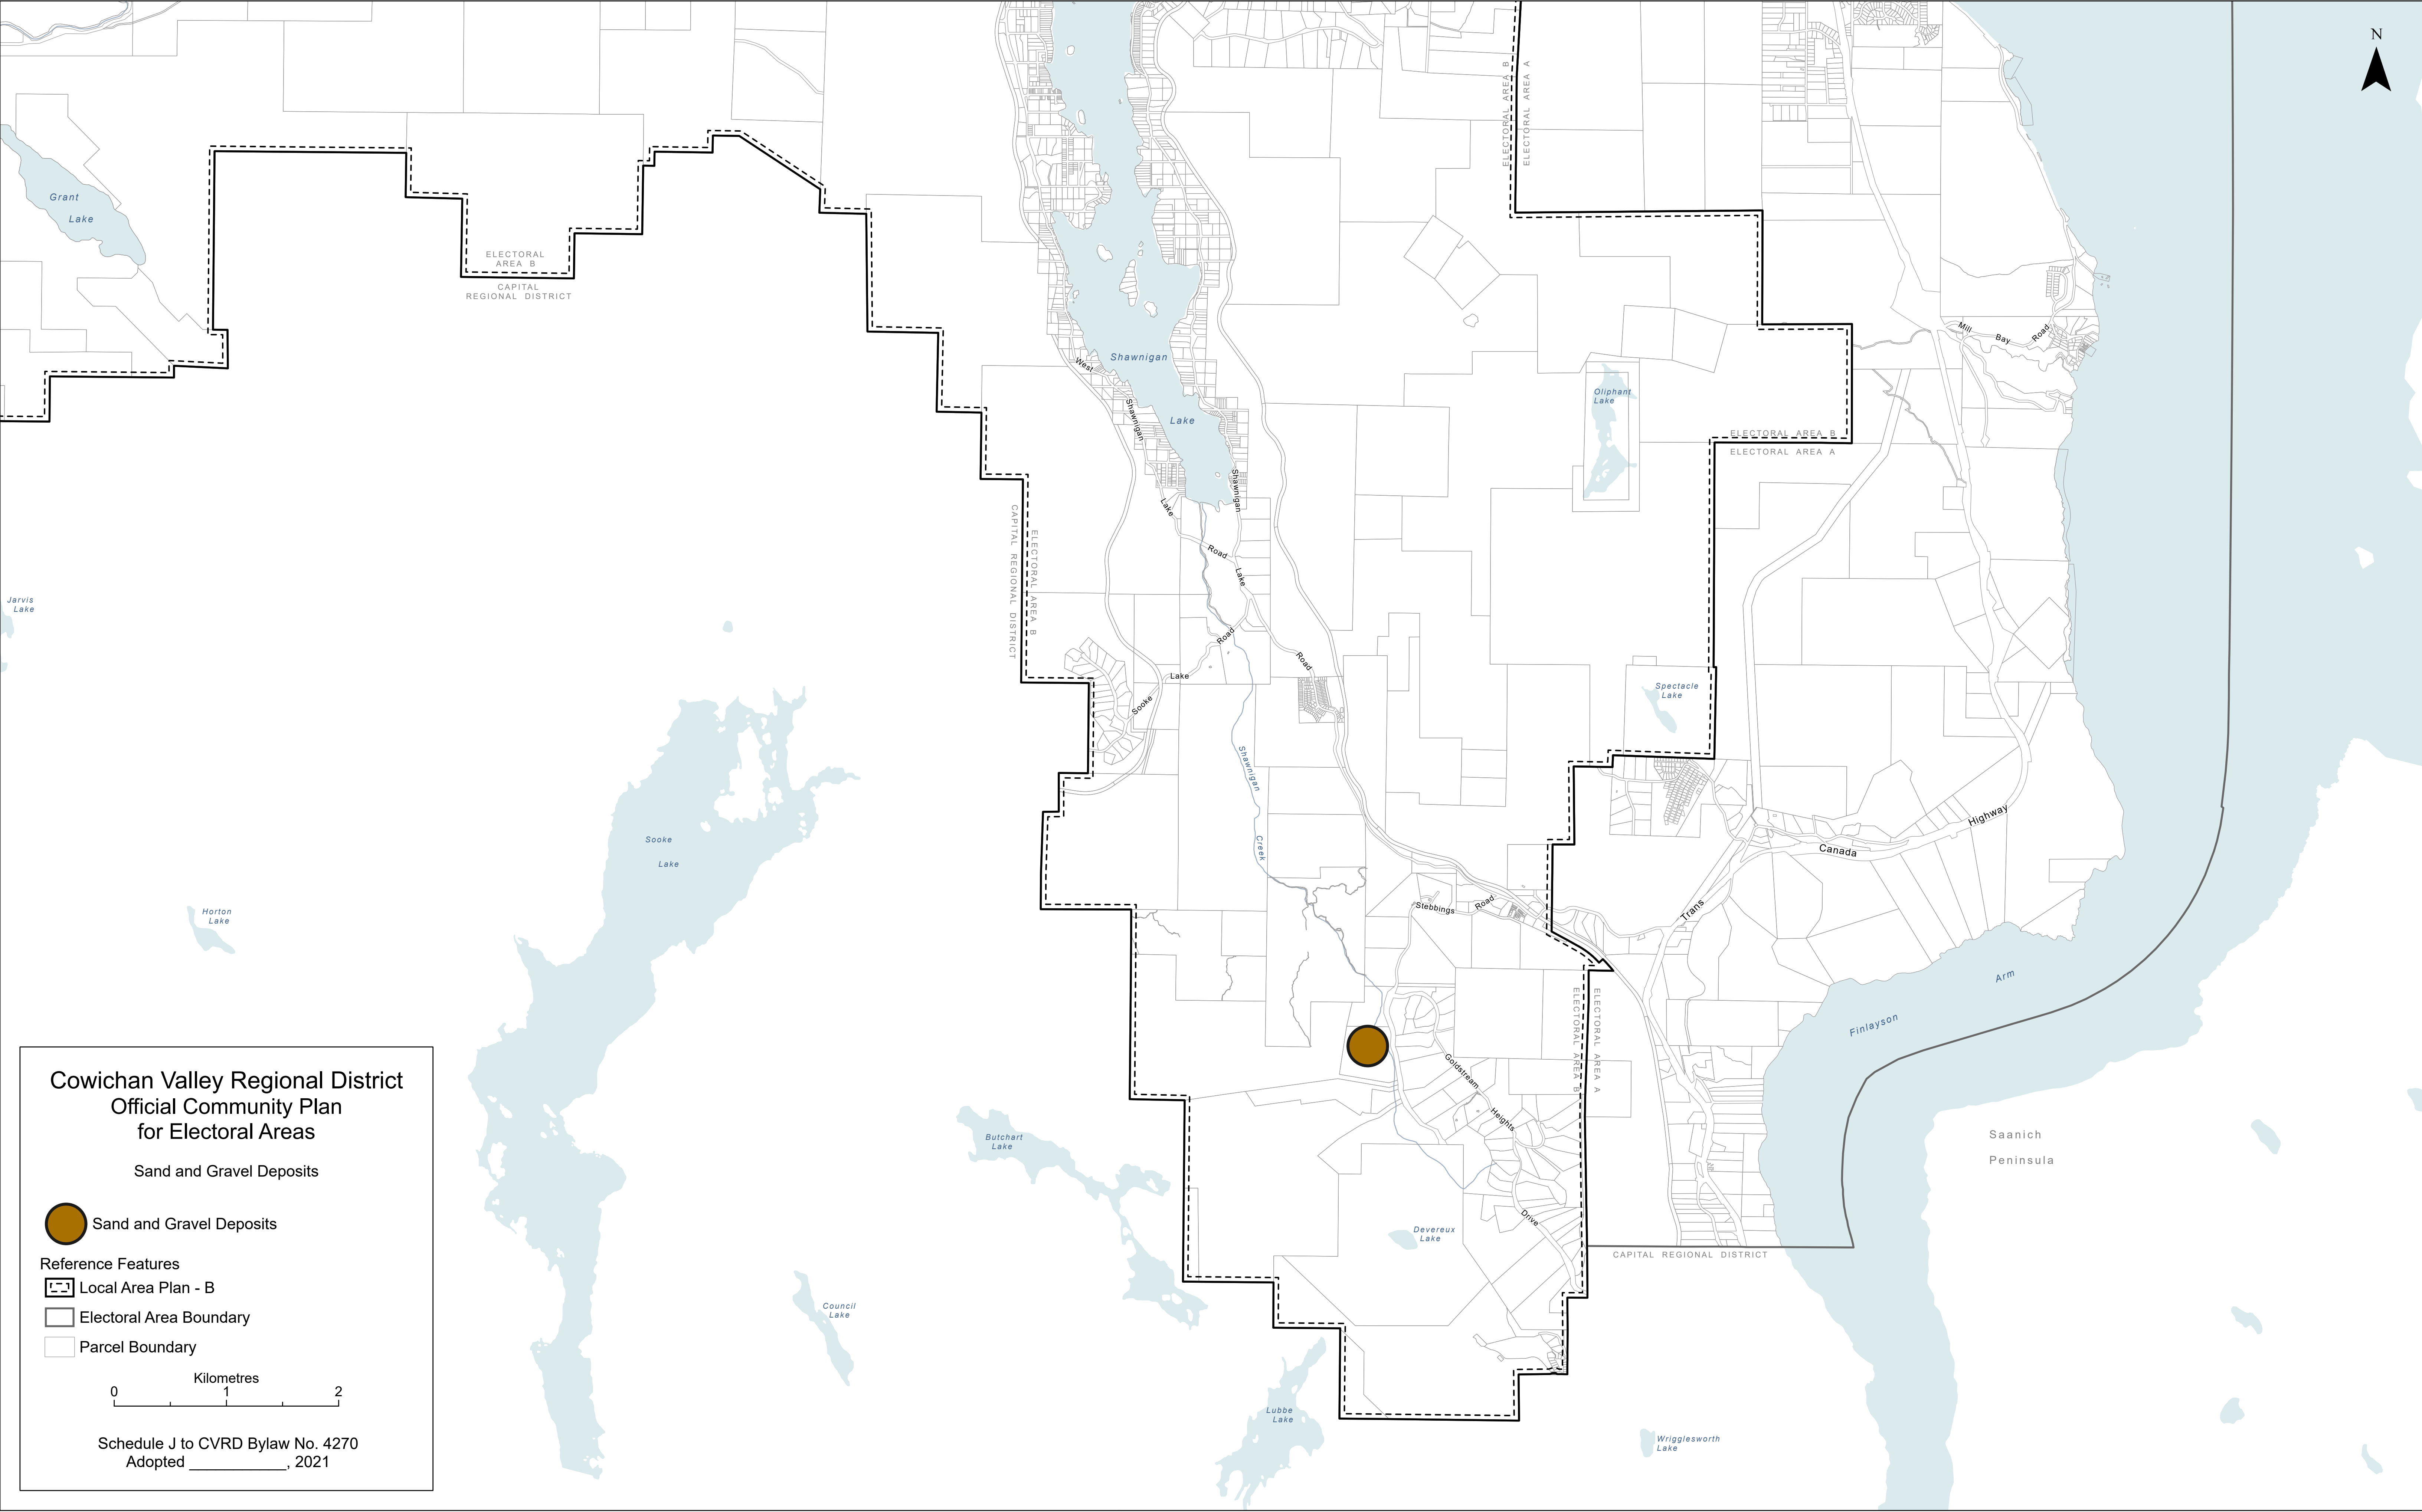 N
ELECTORAL AREA B
ELECTORAL AREA A
Grant
Lake
ELECTORAL
AREA B
CAPITAL
REGIONAL DISTRICT
Mill
Bay
Road
Shawnigan
Lake
West
Shawnigan
Lake
Road
Shawnigan
Lake
Road
Oliphant
Lake
ELECTORAL AREA B
ELECTORAL AREA A
CAPITAL REGIONAL DISTRICT
ELECTORAL AREA B
Jarvis
Lake
Sooke
Lake
Road
Spectacle
Lake
Shawnigan
Creek
Sooke
Lake
Highway
Canada
Trans
Horton
Lake
Stebbings
Road
Arm
Finlayson
ELECTORAL AREA B
ELECTORAL AREA A
Goldstream
Heights
Drive
Butchart
Lake
Saanich
Peninsula
Devereux
Lake
CAPITAL REGIONAL DISTRICT
Council
Lake
Lubbe
Lake
Wrigglesworth
Lake
Cowichan Valley Regional District
Official Community Plan
for Electoral Areas
Sand and Gravel Deposits
Sand and Gravel Deposits
Reference Features
Local Area Plan - B
Electoral Area Boundary
Parcel Boundary
Kilometres
0 1 2
Schedule J to CVRD Bylaw No. 4270
Adopted ___________, 2021